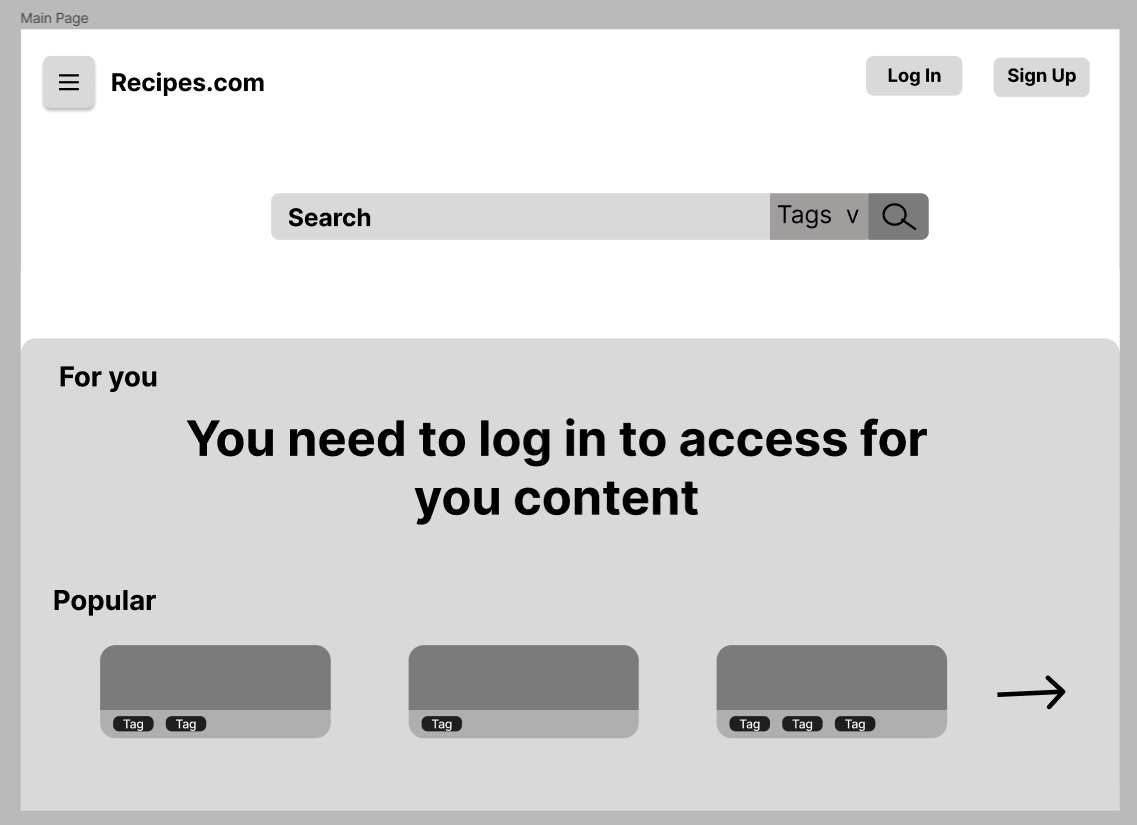 Main Page
Recipes.com
Log In
Sign Up
Search
Tags v
For you
You need to log in to access for
you content
Popular
Tag Tag
Tag
Tag Tag Tag